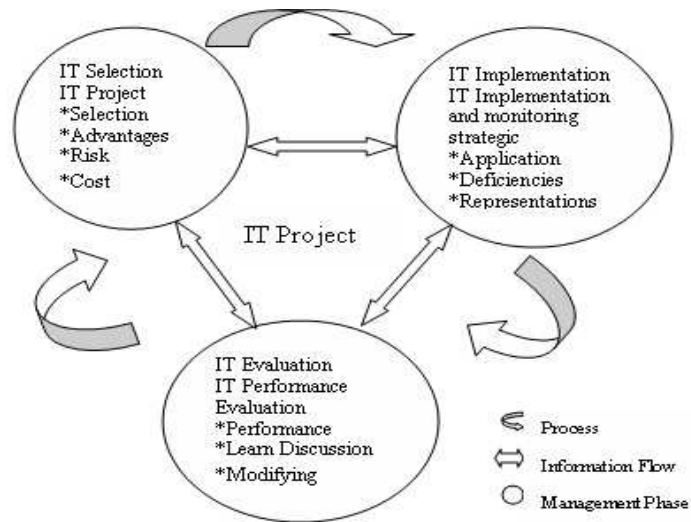 IT Selection
IT Project
*Selection
*Advantages
*Risk
*Cost
IT Implementation
IT Implementation
and monitoring
strategic
*Application
*Deficiencies
*Representations
IT Project
IT Evaluation
IT Performance
Evaluation
*Performance
*Learn Discussion
*Modifying
Process
Information Flow
Management Phase